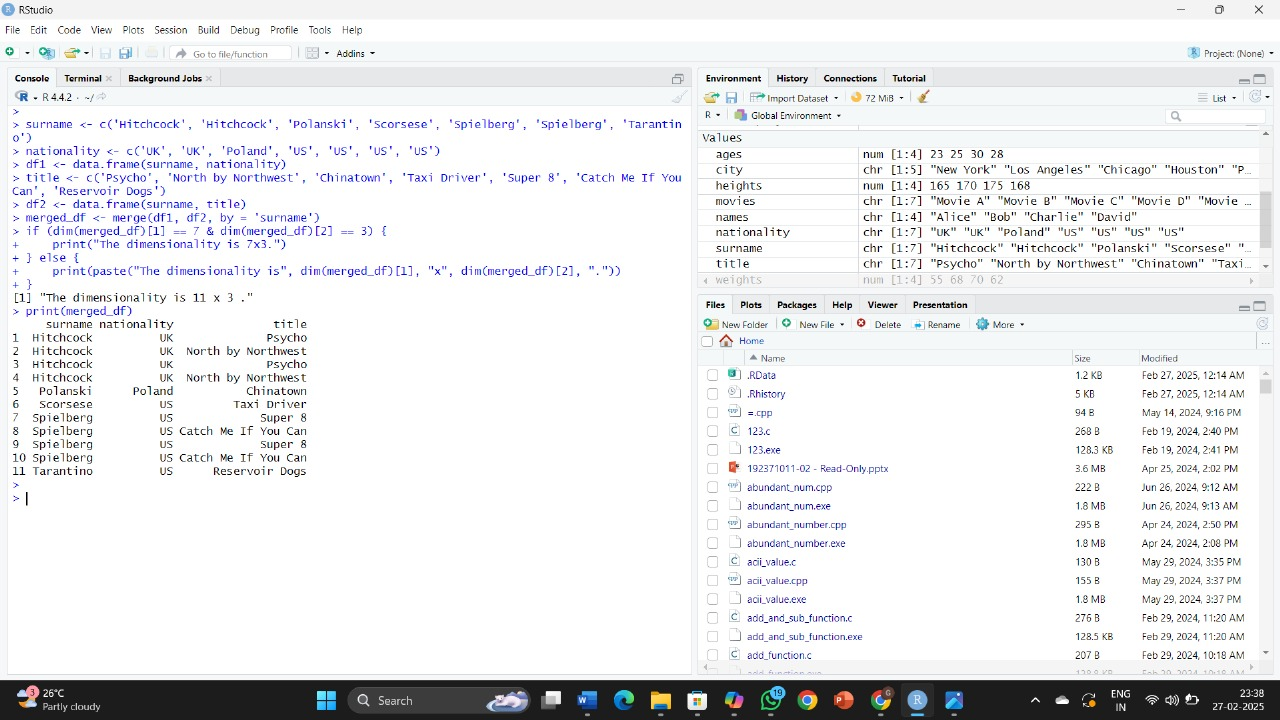 RStudio
File Edit Code View Plots Session Build Debug Profile Tools Help
Go to file/function Addins Project: (None)
Console Terminal Background Jobs
R 4.4.2 · ~/
>
> surname <- c('Hitchcock', 'Hitchcock', 'Polanski', 'Scorsese', 'Spielberg', 'Spielberg', 'Tarantin
o')
> nationality <- c('UK', 'UK', 'Poland', 'US', 'US', 'US', 'US')
> df1 <- data.frame(surname, nationality)
> title <- c('Psycho', 'North by Northwest', 'Chinatown', 'Taxi Driver', 'Super 8', 'Catch Me If You
Can', 'Reservoir Dogs')
> df2 <- data.frame(surname, title)
> merged_df <- merge(df1, df2, by = 'surname')
> if (dim(merged_df)[1] == 7 & dim(merged_df)[2] == 3) {
+     print("The dimensionality is 7x3.")
+ } else {
+     print(paste("The dimensionality is", dim(merged_df)[1], "x", dim(merged_df)[2], "."))
+ }
[1] "The dimensionality is 11 x 3 ."
> print(merged_df)
surname nationality title
1 Hitchcock UK Psycho
2 Hitchcock UK North by Northwest
3 Hitchcock UK Psycho
4 Hitchcock UK North by Northwest
5 Polanski Poland Chinatown
6 Scorsese US Taxi Driver
7 Spielberg US Super 8
8 Spielberg US Catch Me If You Can
9 Spielberg US Super 8
10 Spielberg US Catch Me If You Can
11 Tarantino US Reservoir Dogs
>
>
Environment History Connections Tutorial
Import Dataset 72 MiB List
R Global Environment
Values
ages num [1:4] 23 25 30 28
city chr [1:5] "New York" "Los Angeles" "Chicago" "Houston" "P...
heights num [1:4] 165 170 175 168
movies chr [1:7] "Movie A" "Movie B" "Movie C" "Movie D" "Movie ...
names chr [1:4] "Alice" "Bob" "Charlie" "David"
nationality chr [1:7] "UK" "UK" "Poland" "US" "US" "US" "US"
surname chr [1:7] "Hitchcock" "Hitchcock" "Polanski" "Scorsese" "...
title chr [1:7] "Psycho" "North by Northwest" "Chinatown" "Taxi...
weights num [1:4] 55 68 70 62
Files Plots Packages Help Viewer Presentation
New Folder New File Delete Rename More
Home ...
Name Size Modified
.RData 1.2 KB Feb 27, 2025, 12:14 AM
.Rhistory 5 KB Feb 27, 2025, 12:14 AM
=.cpp 94 B May 14, 2024, 9:16 PM
123.c 268 B Feb 19, 2024, 2:40 PM
123.exe 128.3 KB Feb 19, 2024, 2:41 PM
192371011-02 - Read-Only.pptx 3.6 MB Apr 24, 2024, 2:02 PM
abundant_num.cpp 222 B Jun 26, 2024, 9:12 AM
abundant_num.exe 1.8 MB Jun 26, 2024, 9:13 AM
abundant_number.cpp 295 B Apr 24, 2024, 2:50 PM
abundant_number.exe 1.8 MB Apr 24, 2024, 2:08 PM
acii_value.c 130 B May 29, 2024, 3:35 PM
acii_value.cpp 155 B May 29, 2024, 3:37 PM
acii_value.exe 1.8 MB May 29, 2024, 3:37 PM
add_and_sub_function.c 276 B Feb 29, 2024, 11:20 AM
add_and_sub_function.exe 128.5 KB Feb 29, 2024, 11:20 AM
add_function.c 207 B Feb 29, 2024, 10:18 AM
3 26°C
Partly cloudy
Search
19
ENG
IN
23:38
27-02-2025